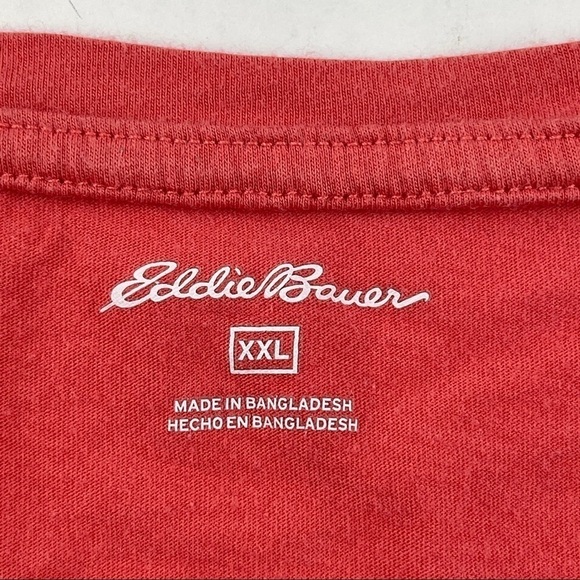 Eddie Bauer
XXL
MADE IN BANGLADESH
HECHO EN BANGLADESH